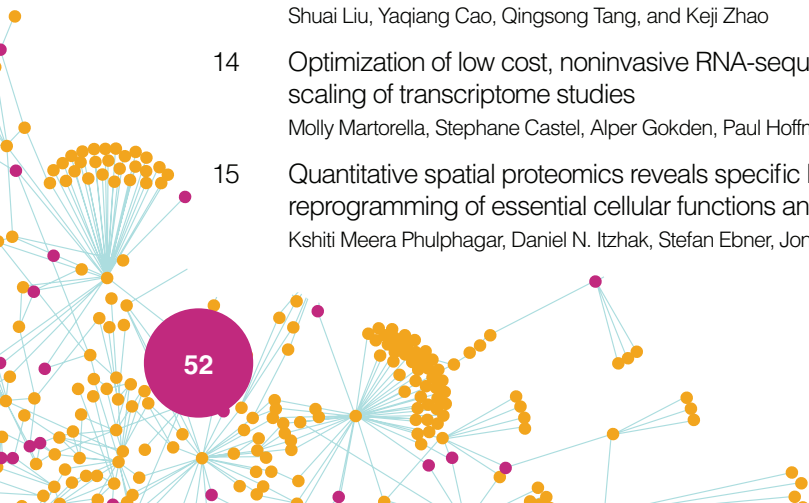 Shuai Liu, Yaqiang Cao, Qingsong Tang, and Keji Zhao
14 Optimization of low cost, noninvasive RNA-sequ
scaling of transcriptome studies
Molly Martorella, Stephane Castel, Alper Gokden, Paul Hoffm
15 Quantitative spatial proteomics reveals specific
reprogramming of essential cellular functions an
Kshiti Meera Phulphagar, Daniel N. Itzhak, Stefan Ebner, Jon
52